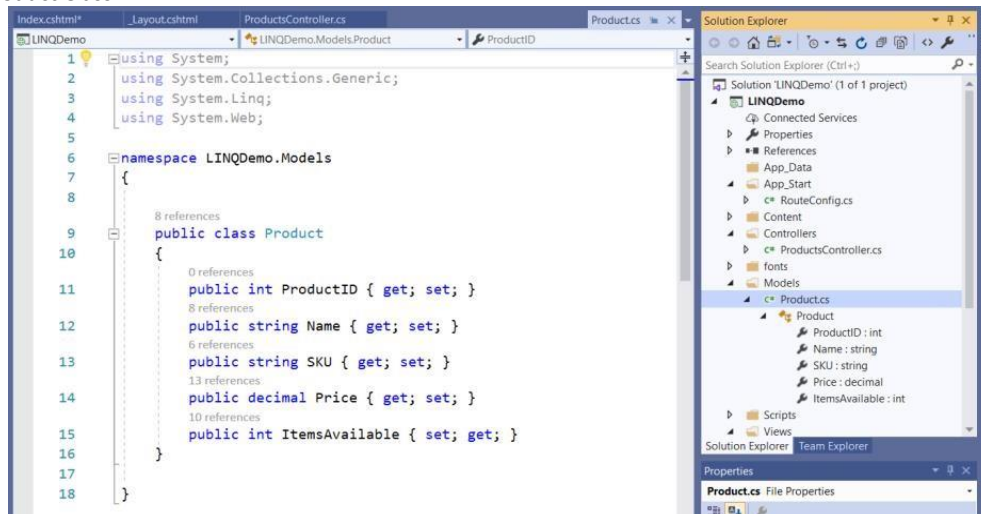 Index.cshtml*
_Layout.cshtml
ProductsController.cs
Product.cs
LINQDemo
LINQDemo.Models.Product
ProductID
1 using System;
2 using System.Collections.Generic;
3 using System.Linq;
4 using System.Web;
5
6 namespace LINQDemo.Models
7 {
8
8 references
9 public class Product
10 {
0 references
11 public int ProductID { get; set; }
8 references
12 public string Name { get; set; }
6 references
13 public string SKU { get; set; }
13 references
14 public decimal Price { get; set; }
10 references
15 public int ItemsAvailable { set; get; }
16 }
17
18 }
Solution Explorer
Search Solution Explorer (Ctrl+;)
Solution 'LINQDemo' (1 of 1 project)
LINQDemo
Connected Services
Properties
References
App_Data
App_Start
C# RouteConfig.cs
Content
Controllers
C# ProductsController.cs
fonts
Models
C# Product.cs
Product
ProductID : int
Name : string
SKU : string
Price : decimal
ItemsAvailable : int
Scripts
Views
Solution Explorer Team Explorer
Properties
Product.cs File Properties